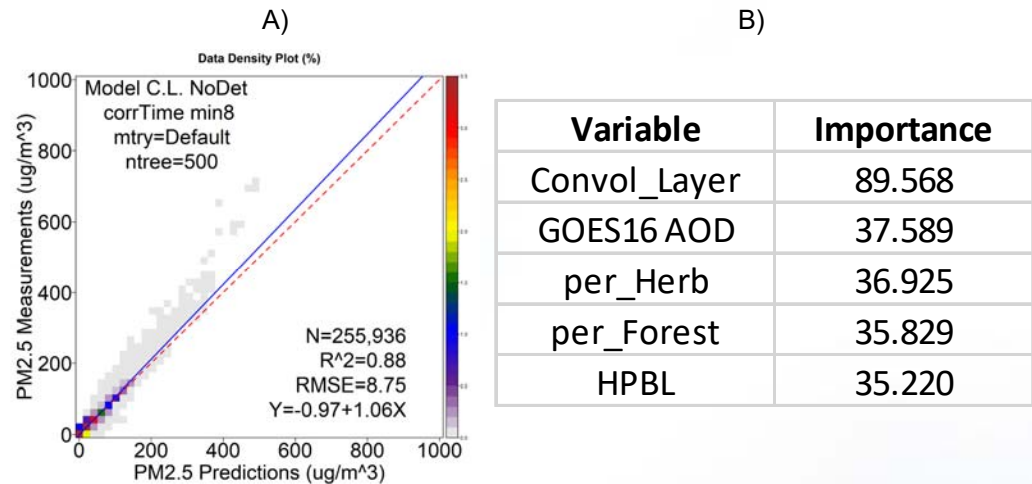 A)
B)
Data Density Plot (%)
Model C.L. NoDet
corrTime min8
mtry=Default
ntree=500
N=255,936
R^2=0.88
RMSE=8.75
Y=-0.97+1.06X
PM2.5 Measurements (ug/m^3)
1000
800
600
400
200
0
0 200 400 600 800 1000
PM2.5 Predictions (ug/m^3)
Variable Importance
Convol_Layer 89.568
GOES16 AOD 37.589
per_Herb 36.925
per_Forest 35.829
HPBL 35.220